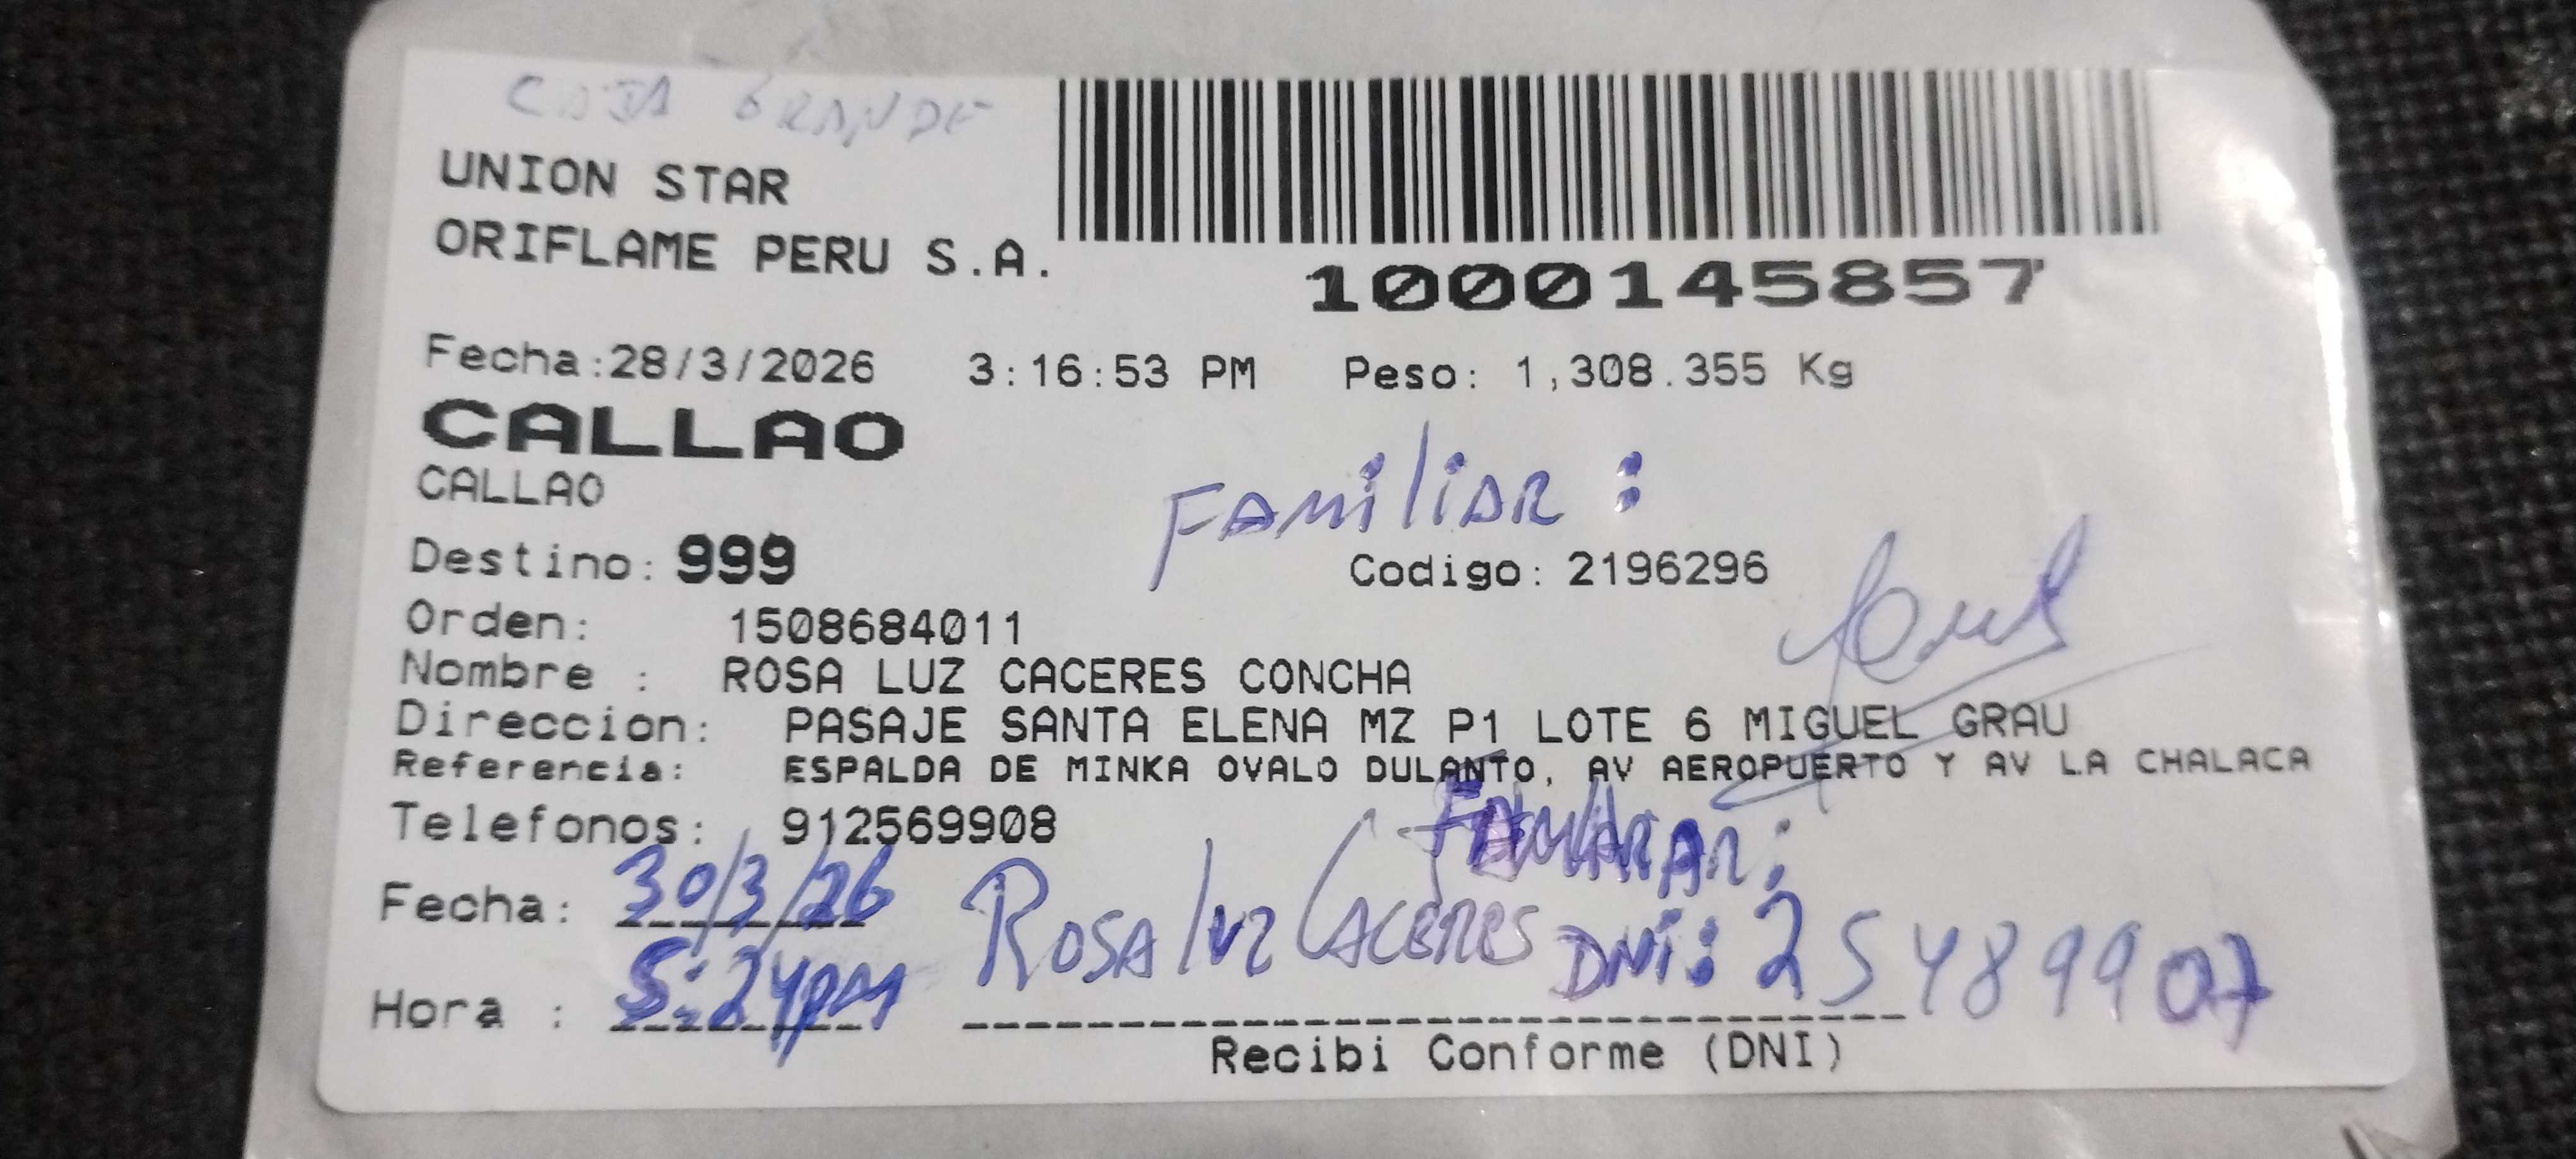 CAJA GRANDE
UNION STAR
ORIFLAME PERU S.A.
1000145857
Fecha:28/3/2026 3:16:53 PM Peso: 1,308.355 Kg
CALLAO
CALLAO
FAMiliAR :
Destino: 999 Codigo: 2196296
Orden: 1508684011
Nombre : ROSA LUZ CACERES CONCHA
Direccion: PASAJE SANTA ELENA MZ P1 LOTE 6 MIGUEL GRAU
Referencia: ESPALDA DE MINKA OVALO DULANTO, AV AEROPUERTO Y AV LA CHALACA
Telefonos: 912569908
Fecha: 30/3/26 ROSA luz CACERES DNi: 25489907
Hora : 5:24pm
Recibi Conforme (DNI)